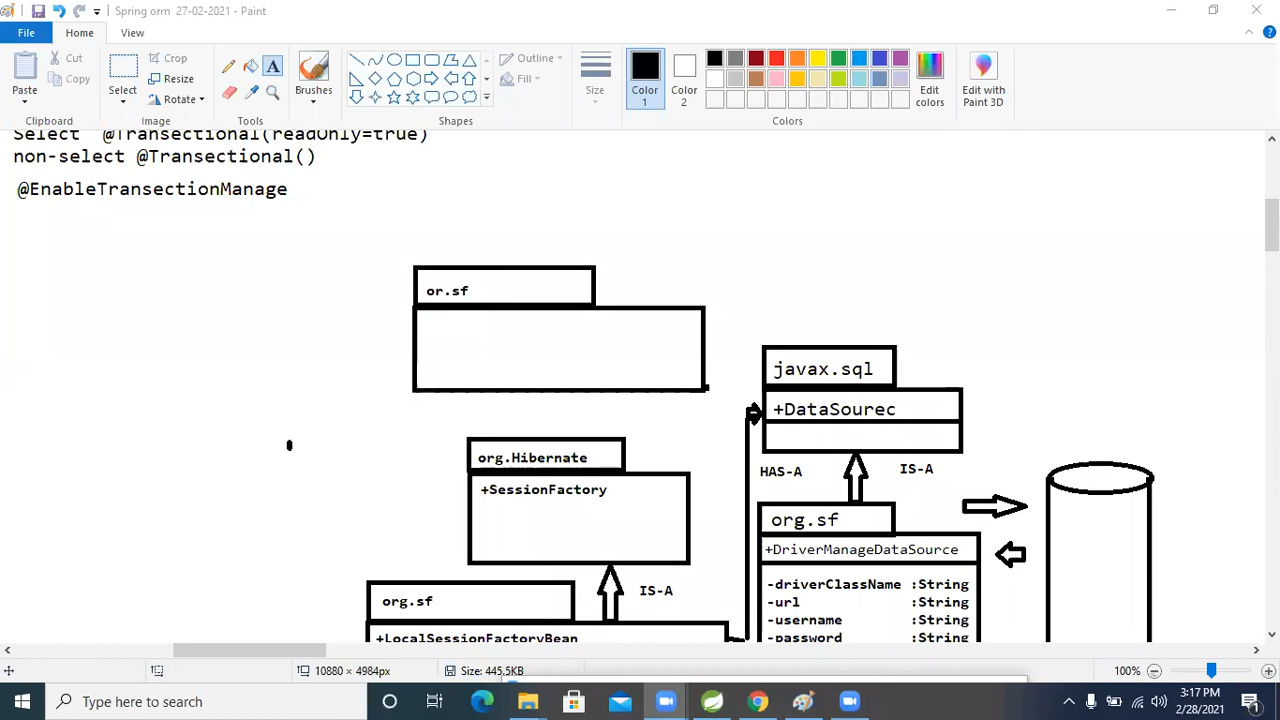 Spring orm 27-02-2021 - Paint
File
Home
View
Paste
Cut
Copy
Clipboard
Select
Crop
Resize
Rotate
Image
A
Tools
Brushes
Outline
Fill
Shapes
Size
Color
1
Color
2
Edit
colors
Edit with
Paint 3D
Colors
Select @Transectional(readOnly=true)
non-select @Transectional()
@EnableTransectionManage
or.sf
javax.sql
+DataSourec
org.Hibernate
+SessionFactory
HAS-A
IS-A
org.sf
+DriverManageDataSource
-driverClassName :String
-url :String
-username :String
-password :String
IS-A
org.sf
+LocalSessionFactoryBean
10880 × 4984px
Size: 445.5KB
100%
Type here to search
3:17 PM
2/28/2021
1